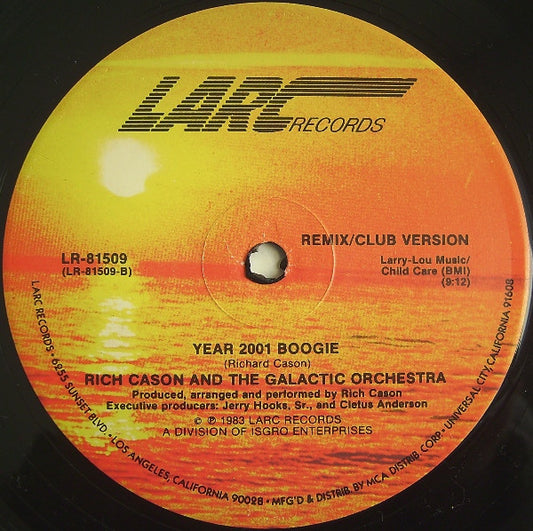 LARC
RECORDS
REMIX/CLUB VERSION
LR-81509
(LR-81509-B)
Larry-Lou Music/
Child Care (BMI)
(9:12)
YEAR 2001 BOOGIE
(Richard Cason)
RICH CASON AND THE GALACTIC ORCHESTRA
Produced, arranged and performed by Rich Cason
Executive producers: Jerry Hooks, Sr., and Cletus Anderson
© ℗ 1983 LARC RECORDS
A DIVISION OF ISGRO ENTERPRISES
LARC RECORDS • 6255 SUNSET BLVD. • LOS ANGELES, CALIFORNIA 90028 • MFG'D & DISTRIB. BY MCA DISTRIB. CORP. • UNIVERSAL CITY, CALIFORNIA 91608